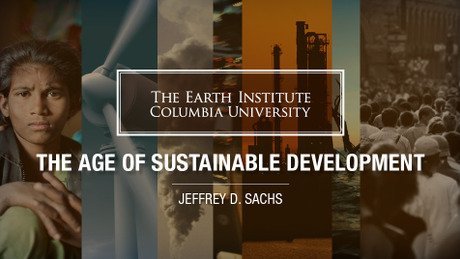 The Earth Institute
Columbia University
THE AGE OF SUSTAINABLE DEVELOPMENT
JEFFREY D. SACHS